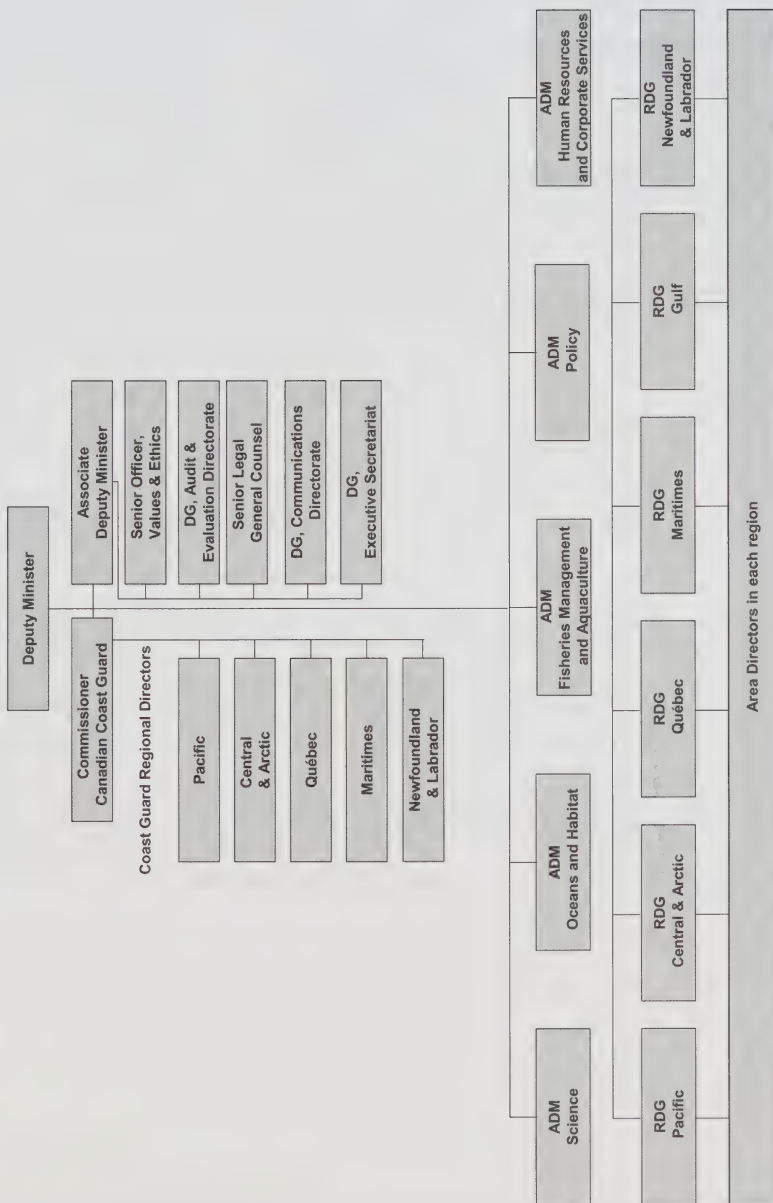 Deputy Minister
Commissioner
Canadian Coast Guard
Associate
Deputy Minister
Coast Guard Regional Directors
Pacific
Central
& Arctic
Québec
Maritimes
Newfoundland
& Labrador
Senior Officer,
Values & Ethics
DG, Audit &
Evaluation Directorate
Senior Legal
General Counsel
DG, Communications
Directorate
DG,
Executive Secretariat
ADM
Science
ADM
Oceans and Habitat
ADM
Fisheries Management
and Aquaculture
ADM
Policy
ADM
Human Resources
and Corporate Services
RDG
Pacific
RDG
Central & Arctic
RDG
Québec
RDG
Maritimes
RDG
Gulf
RDG
Newfoundland
& Labrador
Area Directors in each region